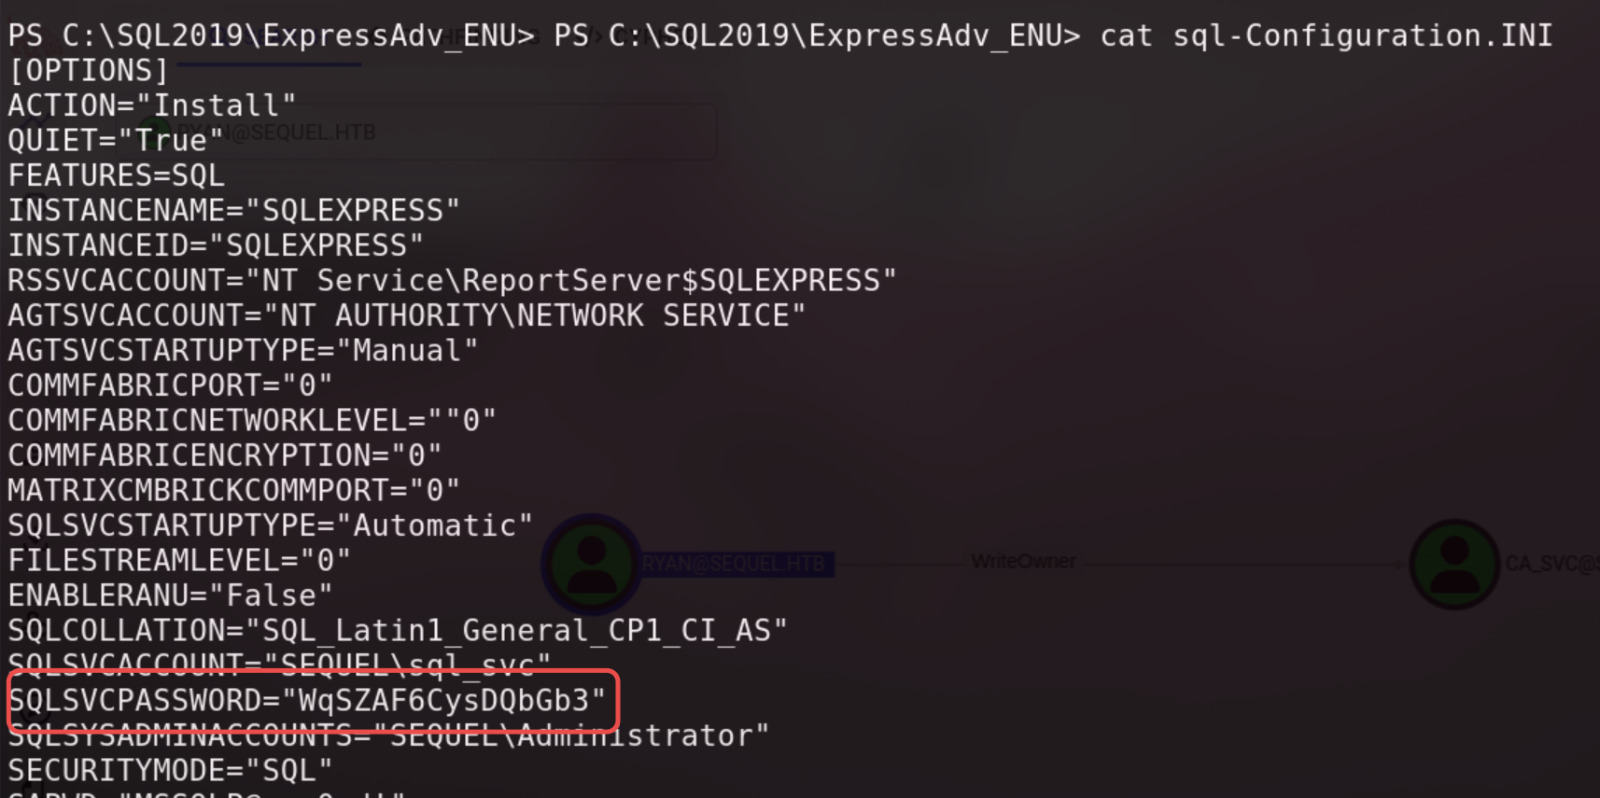 PS C:\SQL2019\ExpressAdv_ENU> PS C:\SQL2019\ExpressAdv_ENU> cat sql-Configuration.INI
[OPTIONS]
ACTION="Install"
RYAN@SEQUEL.HTB
QUIET="True"
FEATURES=SQL
INSTANCENAME="SQLEXPRESS"
INSTANCEID="SQLEXPRESS"
RSSVCACCOUNT="NT Service\ReportServer$SQLEXPRESS"
AGTSVCACCOUNT="NT AUTHORITY\NETWORK SERVICE"
AGTSVCSTARTUPTYPE="Manual"
COMMFABRICPORT="0"
COMMFABRICNETWORKLEVEL=""0"
COMMFABRICENCRYPTION="0"
MATRIXCMBRICKCOMMPORT="0"
SQLSVCSTARTUPTYPE="Automatic"
FILESTREAMLEVEL="0"
RYAN@SEQUEL.HTB WriteOwner CA_SVC@S
ENABLERANU="False"
SQLCOLLATION="SQL_Latin1_General_CP1_CI_AS"
SQLSVCACCOUNT="SEQUEL\sql_svc"
SQLSVCPASSWORD="WqSZAF6CysDQbGb3"
SQLSYSADMINACCOUNTS="SEQUEL\Administrator"
SECURITYMODE="SQL"